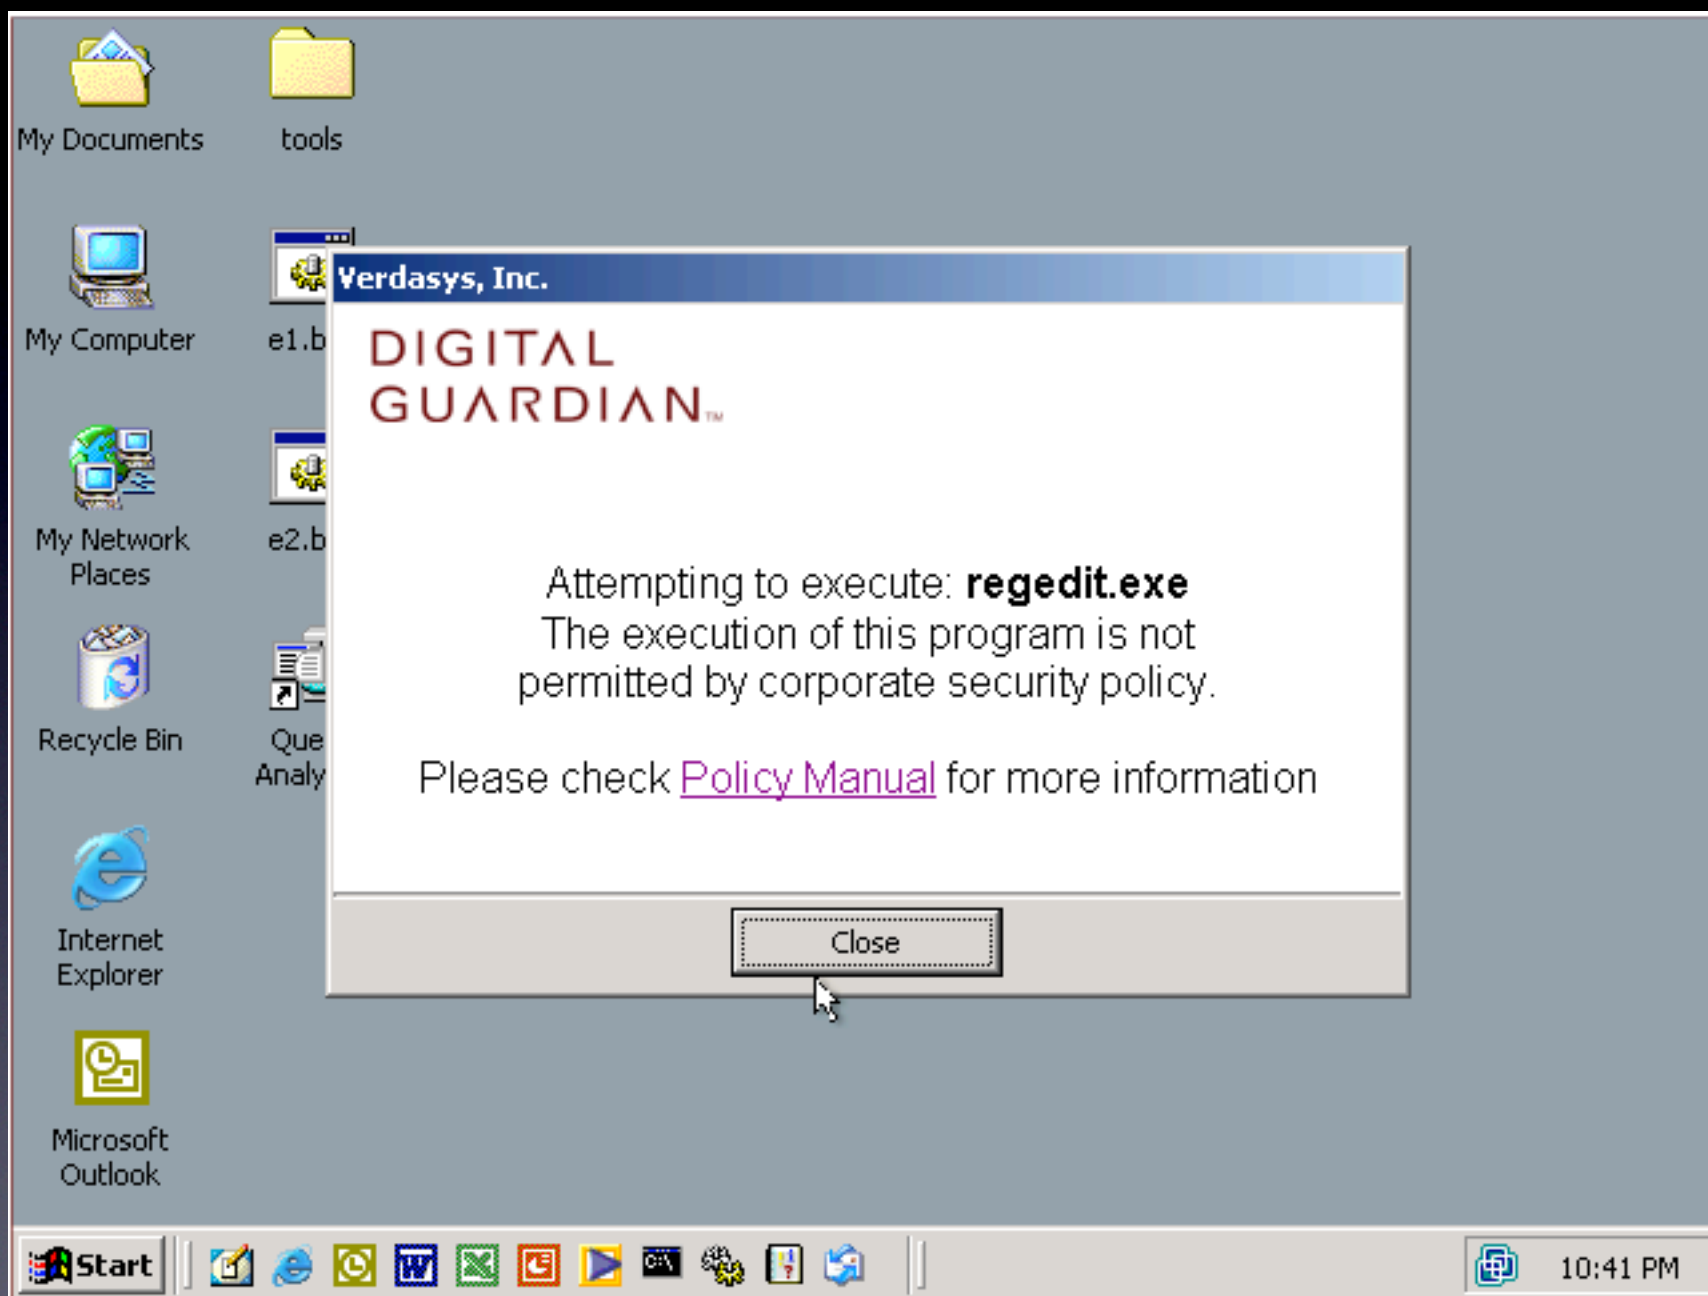 My Documents
tools
My Computer
e1.b
My Network
Places
e2.b
Recycle Bin
Que
Analy
Internet
Explorer
Microsoft
Outlook
Verdasys, Inc.
DIGITAL
GUARDIAN™
Attempting to execute: regedit.exe
The execution of this program is not
permitted by corporate security policy.
Please check Policy Manual for more information
Close
Start
10:41 PM